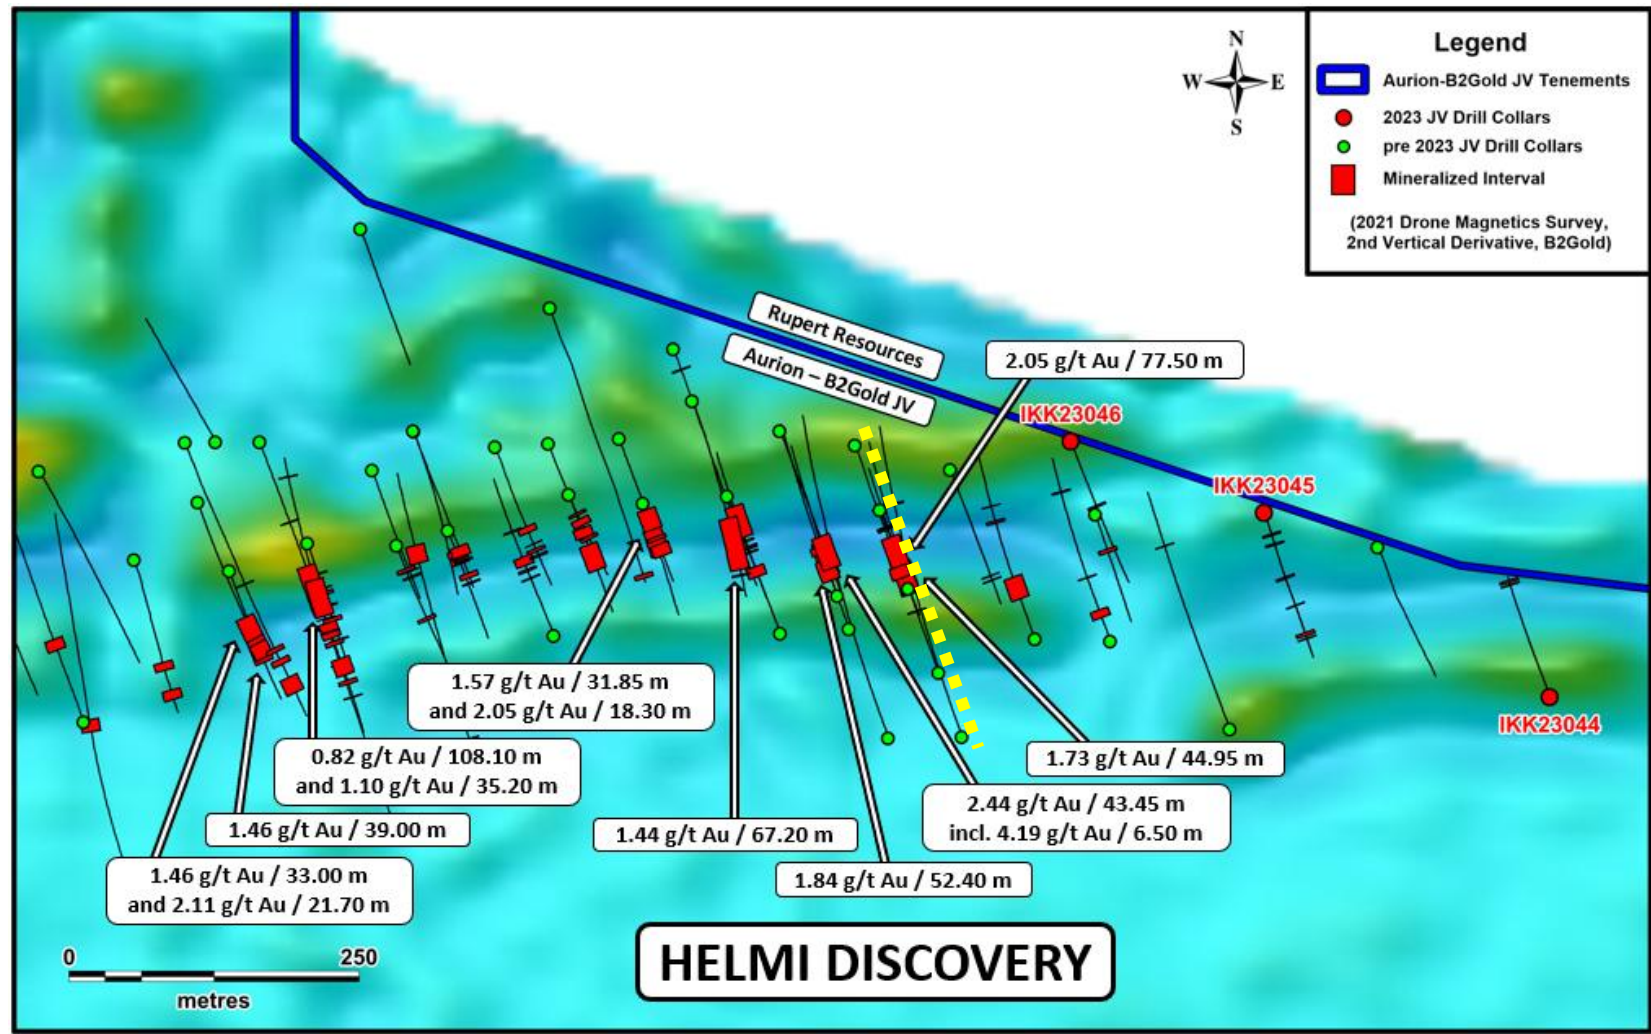 N
W E
S
Legend
Aurion-B2Gold JV Tenements
2023 JV Drill Collars
pre 2023 JV Drill Collars
Mineralized Interval
(2021 Drone Magnetics Survey,
2nd Vertical Derivative, B2Gold)
Rupert Resources
Aurion – B2Gold JV
2.05 g/t Au / 77.50 m
IKK23046
IKK23045
IKK23044
1.57 g/t Au / 31.85 m
and 2.05 g/t Au / 18.30 m
0.82 g/t Au / 108.10 m
and 1.10 g/t Au / 35.20 m
1.73 g/t Au / 44.95 m
2.44 g/t Au / 43.45 m
incl. 4.19 g/t Au / 6.50 m
1.46 g/t Au / 39.00 m
1.44 g/t Au / 67.20 m
1.84 g/t Au / 52.40 m
1.46 g/t Au / 33.00 m
and 2.11 g/t Au / 21.70 m
HELMI DISCOVERY
0 250
metres